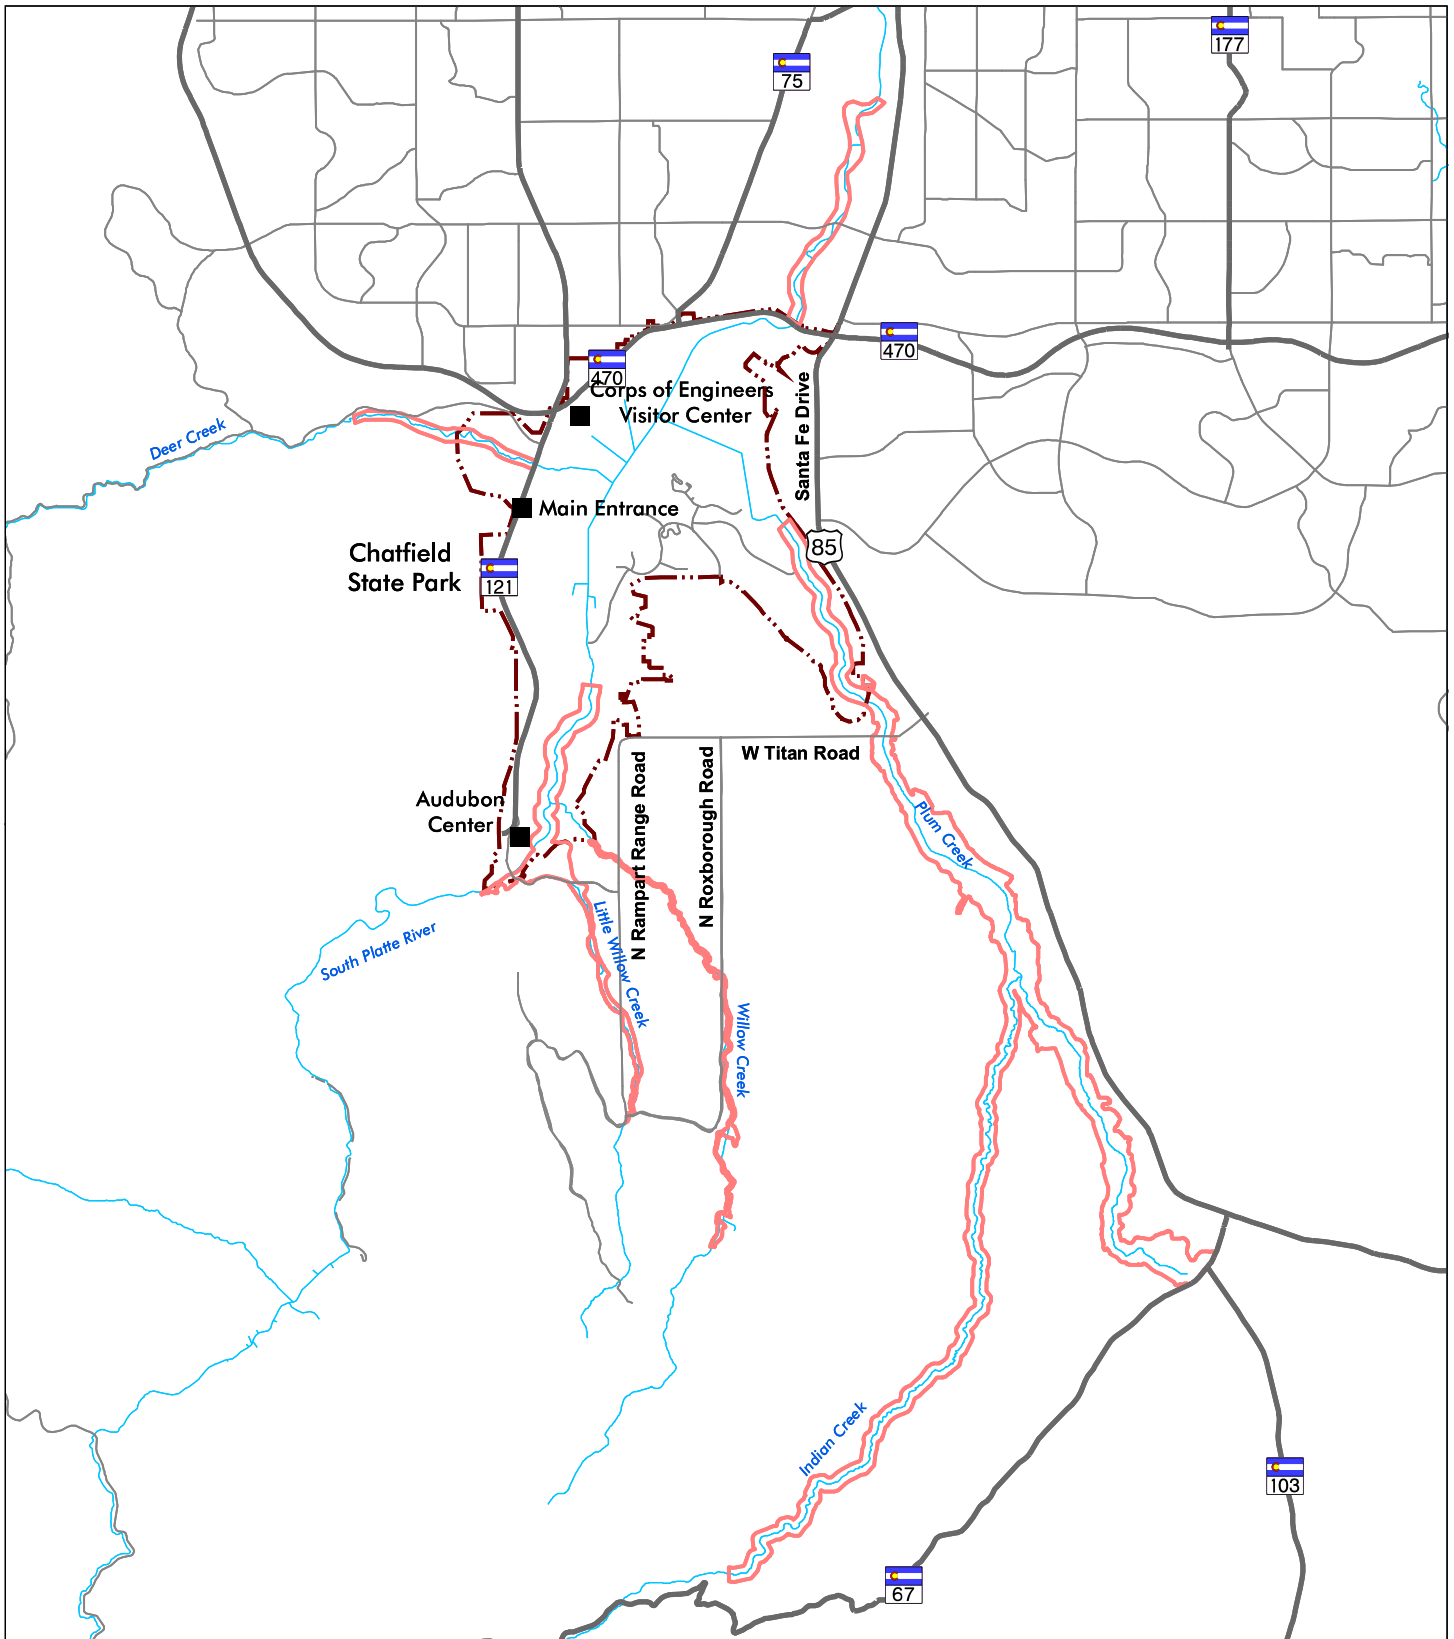 177
75
470
470
Corps of Engineers
Visitor Center
Santa Fe Drive
Deer Creek
Main Entrance
85
Chatfield
State Park
121
W Titan Road
N Rampart Range Road
N Roxborough Road
Audubon
Center
Plum Creek
Little Willow Creek
South Platte River
Willow Creek
Indian Creek
103
67